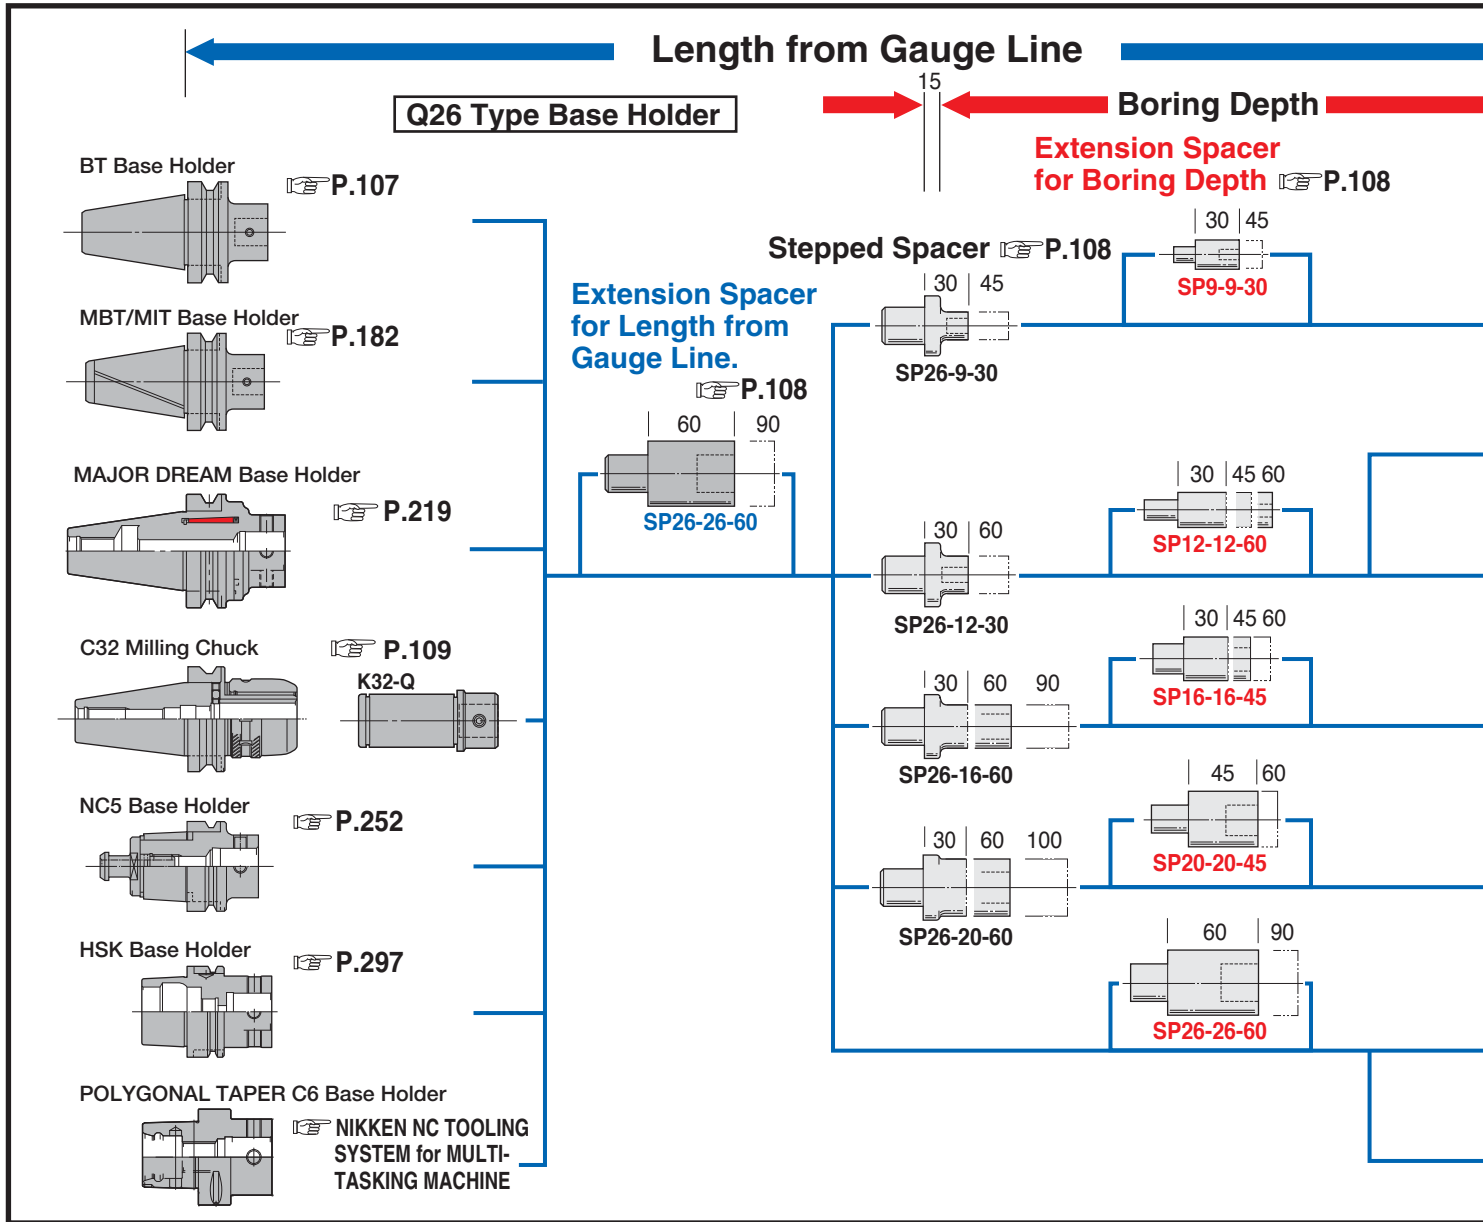 Length from Gauge Line
15
Q26 Type Base Holder
Boring Depth
Extension Spacer
for Boring Depth ☞P.108
BT Base Holder
☞P.107
30 45
SP9-9-30
Stepped Spacer ☞P.108
30 45
SP26-9-30
Extension Spacer
for Length from
Gauge Line.
☞P.108
60 90
SP26-26-60
MBT/MIT Base Holder
☞P.182
MAJOR DREAM Base Holder
☞P.219
30 45 60
SP12-12-60
30 60
SP26-12-30
C32 Milling Chuck
☞P.109
K32-Q
30 45 60
SP16-16-45
30 60 90
SP26-16-60
NC5 Base Holder
☞P.252
45 60
SP20-20-45
30 60 100
SP26-20-60
HSK Base Holder
☞P.297
60 90
SP26-26-60
POLYGONAL TAPER C6 Base Holder
☞NIKKEN NC TOOLING
SYSTEM for MULTI-
TASKING MACHINE